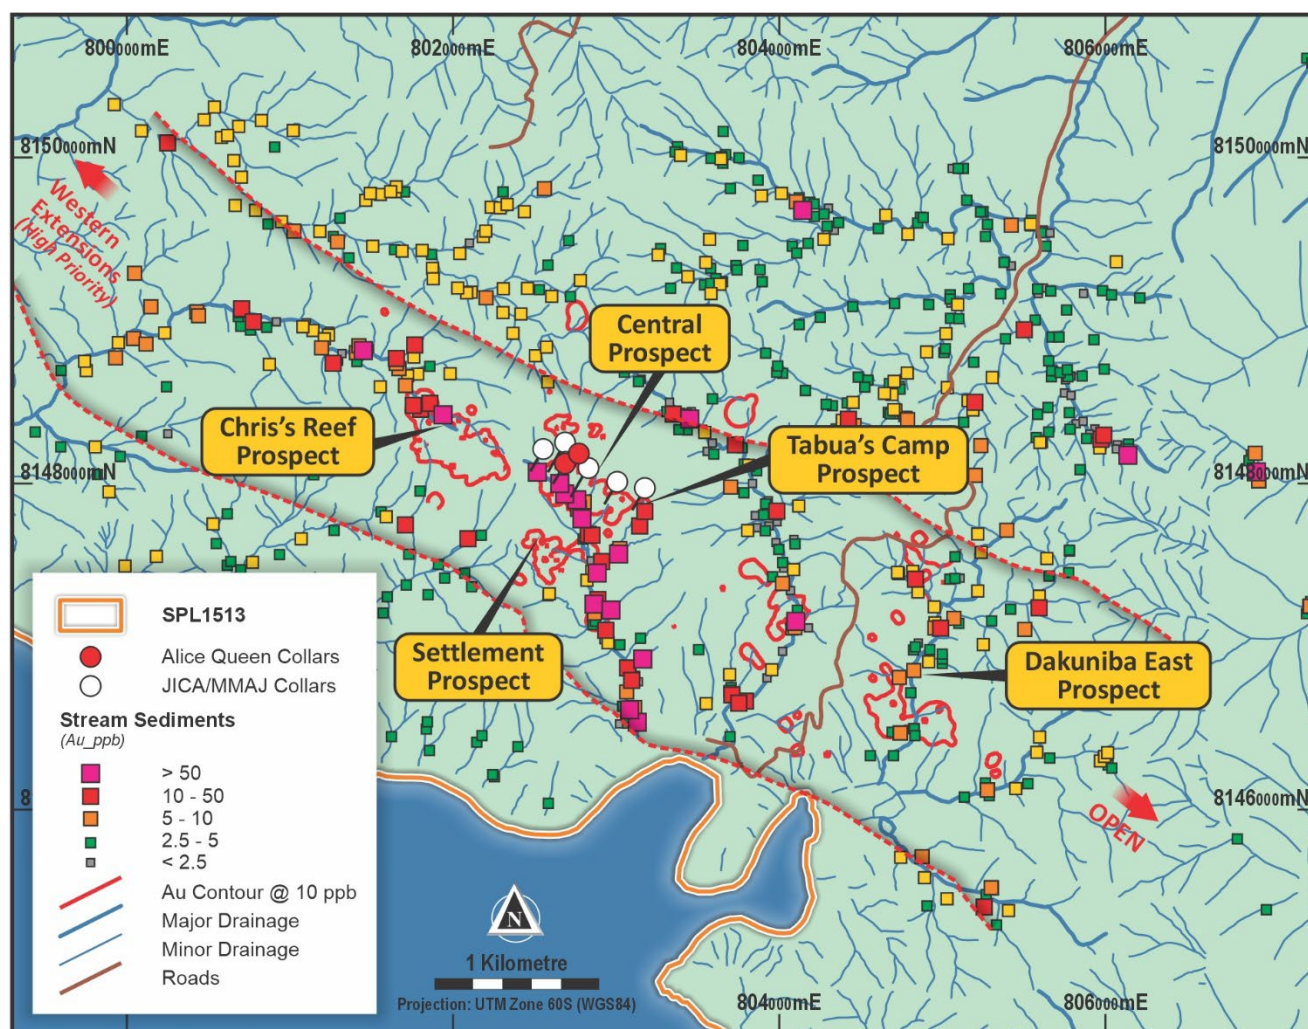 800000mE
802000mE
804000mE
806000mE
8150000mN
8150000mN
Western
Extensions
(High Priority)
Central
Prospect
Chris's Reef
Prospect
Tabua's Camp
Prospect
8148000mN
8148000mN
Settlement
Prospect
Dakuniba East
Prospect
SPL1513
Alice Queen Collars
JICA/MMAJ Collars
Stream Sediments
(Au_ppb)
> 50
10 - 50
5 - 10
2.5 - 5
< 2.5
Au Contour @ 10 ppb
Major Drainage
Minor Drainage
Roads
8146000mN
OPEN
N
1 Kilometre
Projection: UTM Zone 60S (WGS84)
804000mE
806000mE